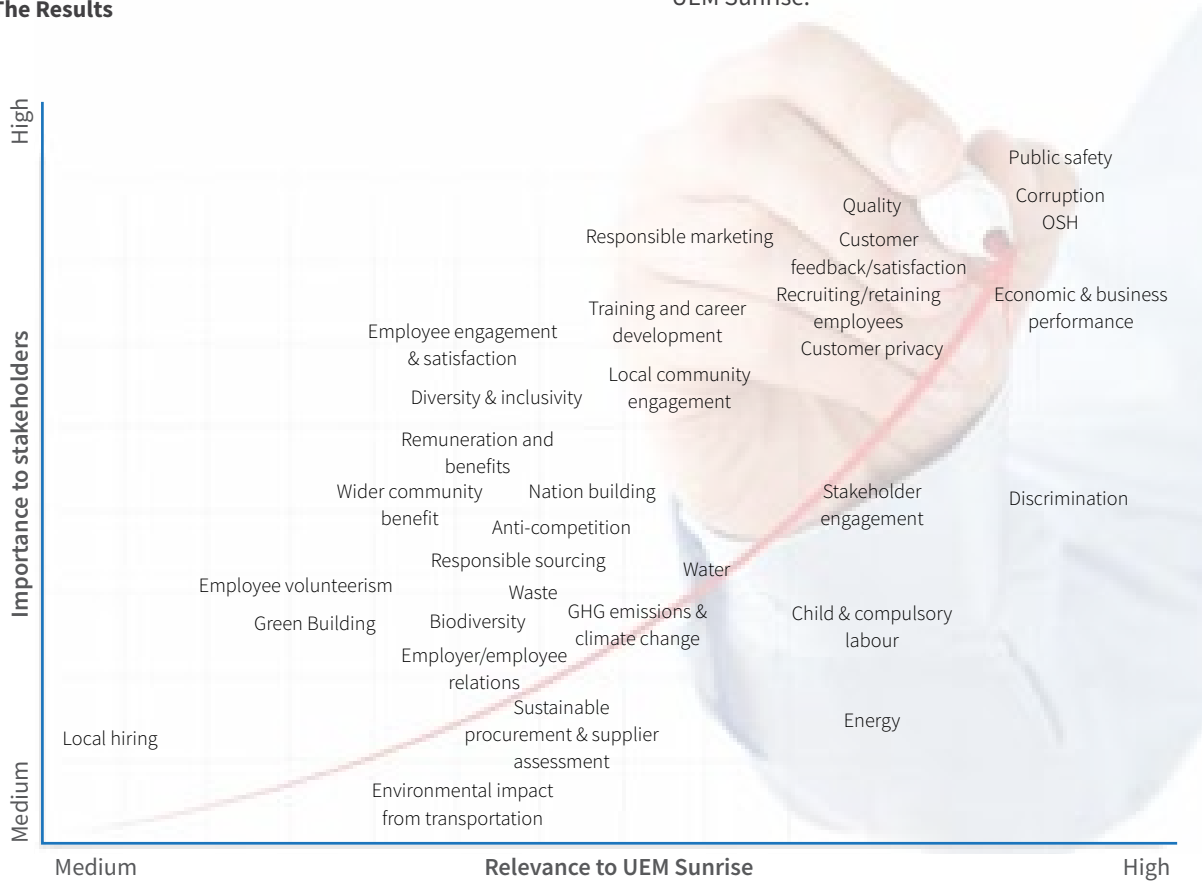 The Results
UEM Sunrise.
High
Public safety
Corruption
OSH
Quality
Responsible marketing
Customer
feedback/satisfaction
Recruiting/retaining
employees
Customer privacy
Economic & business
performance
Training and career
development
Employee engagement
& satisfaction
Local community
engagement
Diversity & inclusivity
Remuneration and
benefits
Wider community
benefit
Nation building
Stakeholder
engagement
Discrimination
Anti-competition
Responsible sourcing
Water
Employee volunteerism
Waste
GHG emissions &
climate change
Green Building
Biodiversity
Child & compulsory
labour
Employer/employee
relations
Sustainable
procurement & supplier
assessment
Energy
Local hiring
Environmental impact
from transportation
Importance to stakeholders
Medium
Medium
Relevance to UEM Sunrise
High